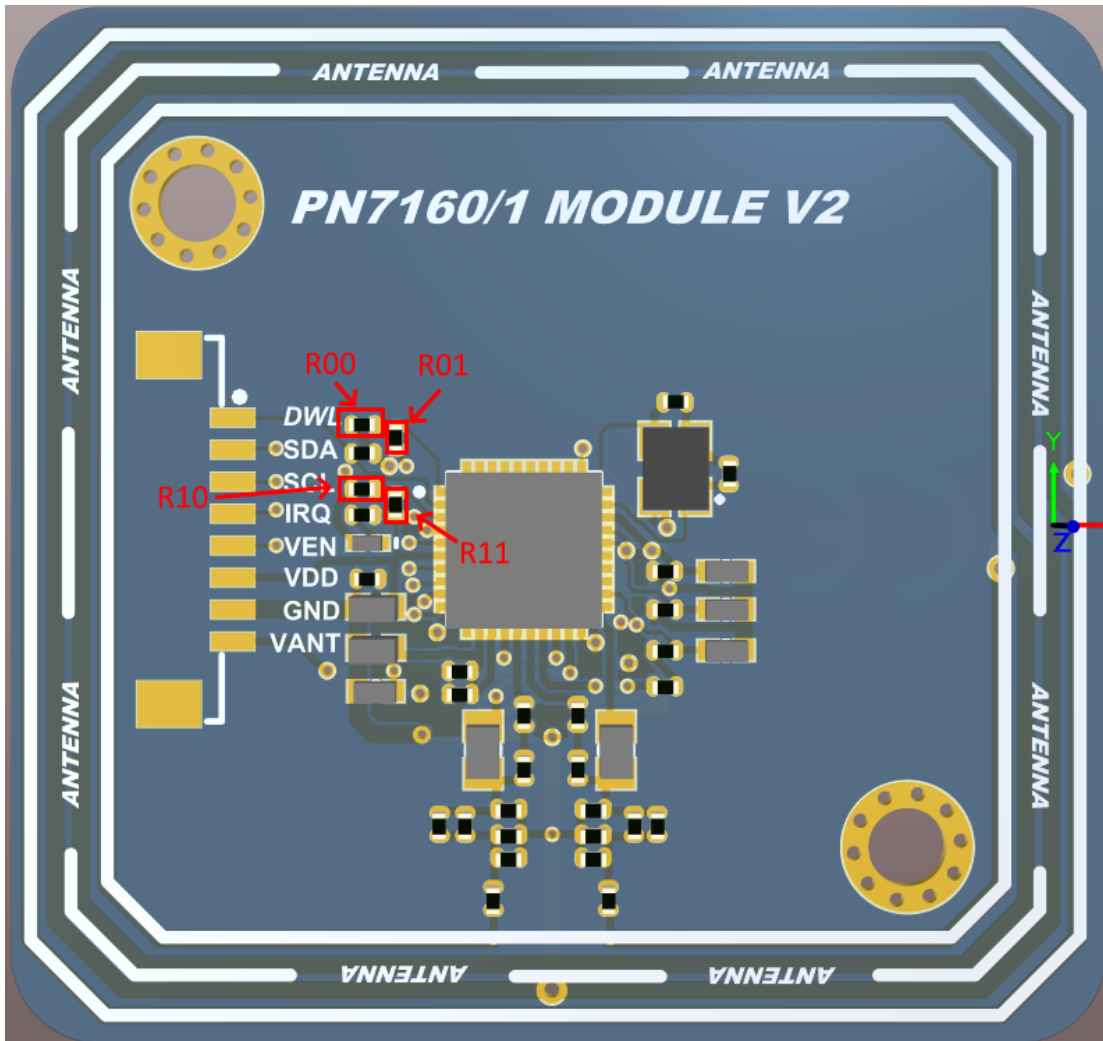 ANTENNA
ANTENNA
PN7160/1 MODULE V2
ANTENNA
ANTENNA
R00
R01
DWL
SDA
SCL
R10
IRQ
R11
VEN
VDD
GND
VANT
Y
Z
ANTENNA
ANTENNA
ANTENNA
ANTENNA